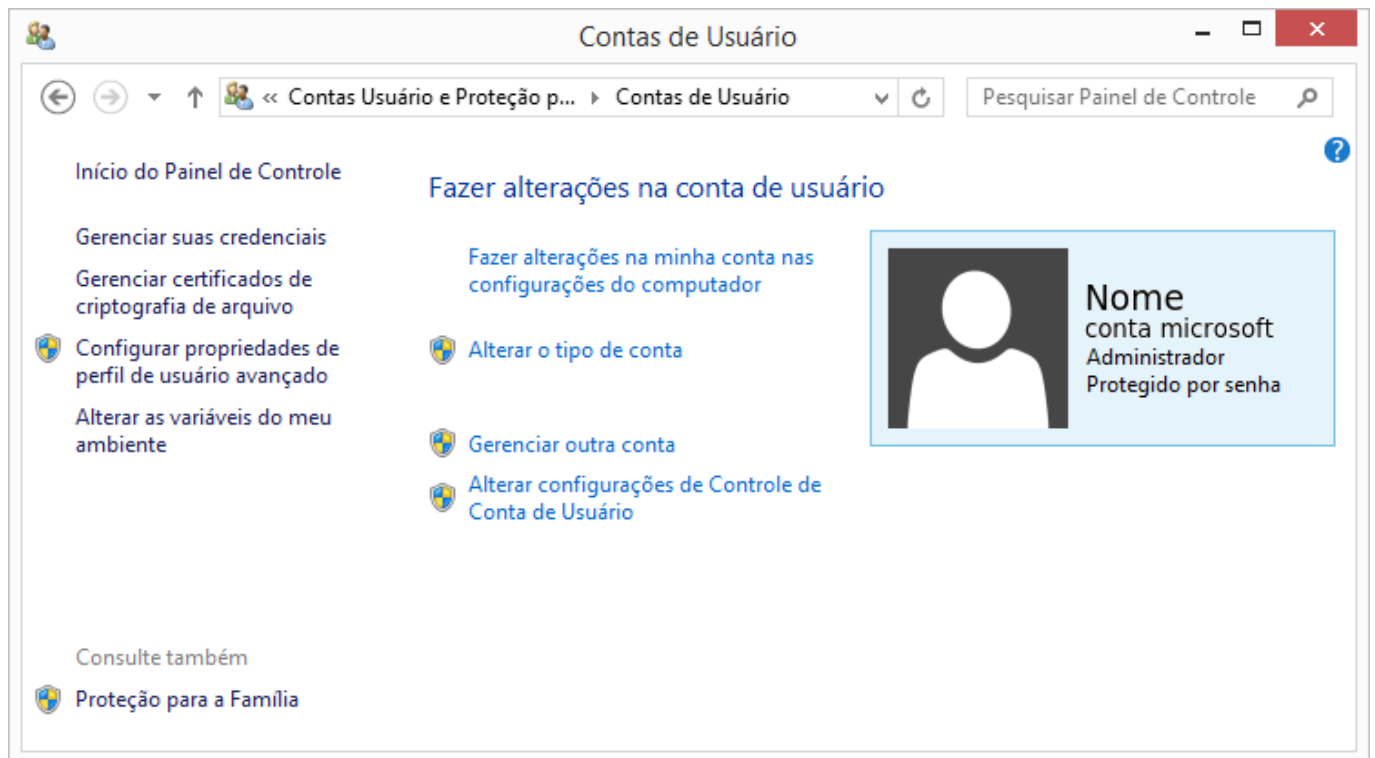 Contas de Usuário
« Contas Usuário e Proteção p... Contas de Usuário
Pesquisar Painel de Controle
Início do Painel de Controle
Gerenciar suas credenciais
Gerenciar certificados de
criptografia de arquivo
Configurar propriedades de
perfil de usuário avançado
Alterar as variáveis do meu
ambiente
Consulte também
Proteção para a Família
Fazer alterações na conta de usuário
Fazer alterações na minha conta nas
configurações do computador
Alterar o tipo de conta
Gerenciar outra conta
Alterar configurações de Controle de
Conta de Usuário
Nome
conta microsoft
Administrador
Protegido por senha